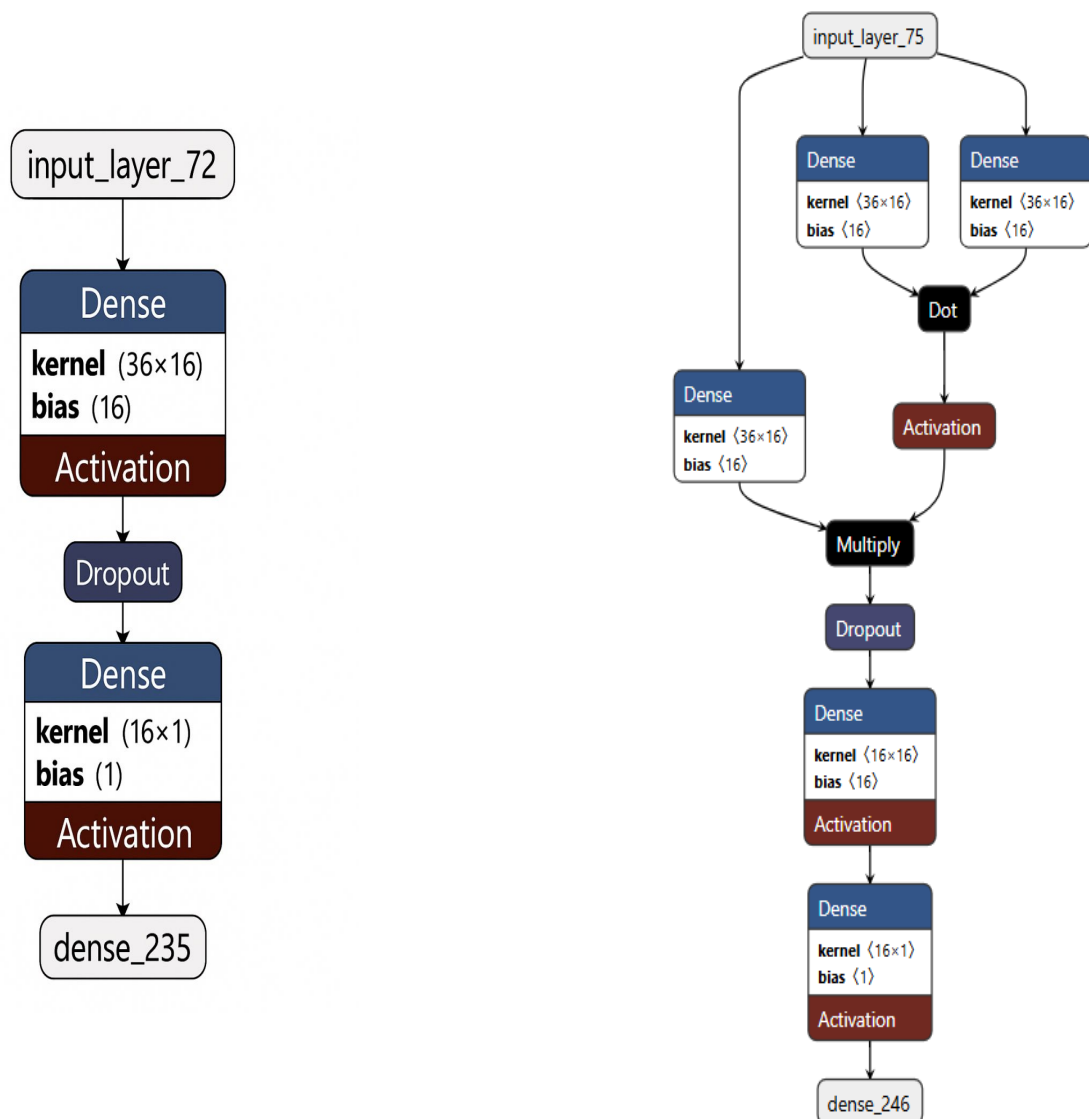 input_layer_72
Dense
kernel (36×16)
bias (16)
Activation
Dropout
Dense
kernel (16×1)
bias (1)
Activation
dense_235
input_layer_75
Dense
kernel 〈36×16〉
bias 〈16〉
Dense
kernel 〈36×16〉
bias 〈16〉
Dot
Dense
kernel 〈36×16〉
bias 〈16〉
Activation
Multiply
Dropout
Dense
kernel 〈16×16〉
bias 〈16〉
Activation
Dense
kernel 〈16×1〉
bias 〈1〉
Activation
dense_246